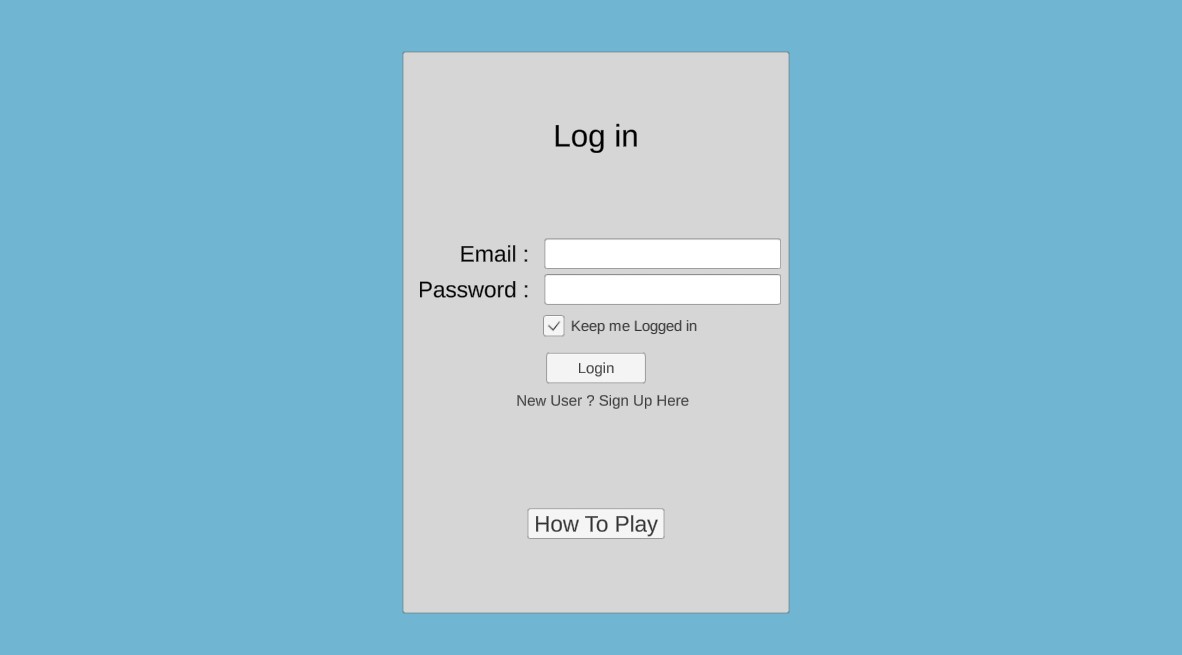 Log in
Email :
Password :
Keep me Logged in
Login
New User ? Sign Up Here
How To Play